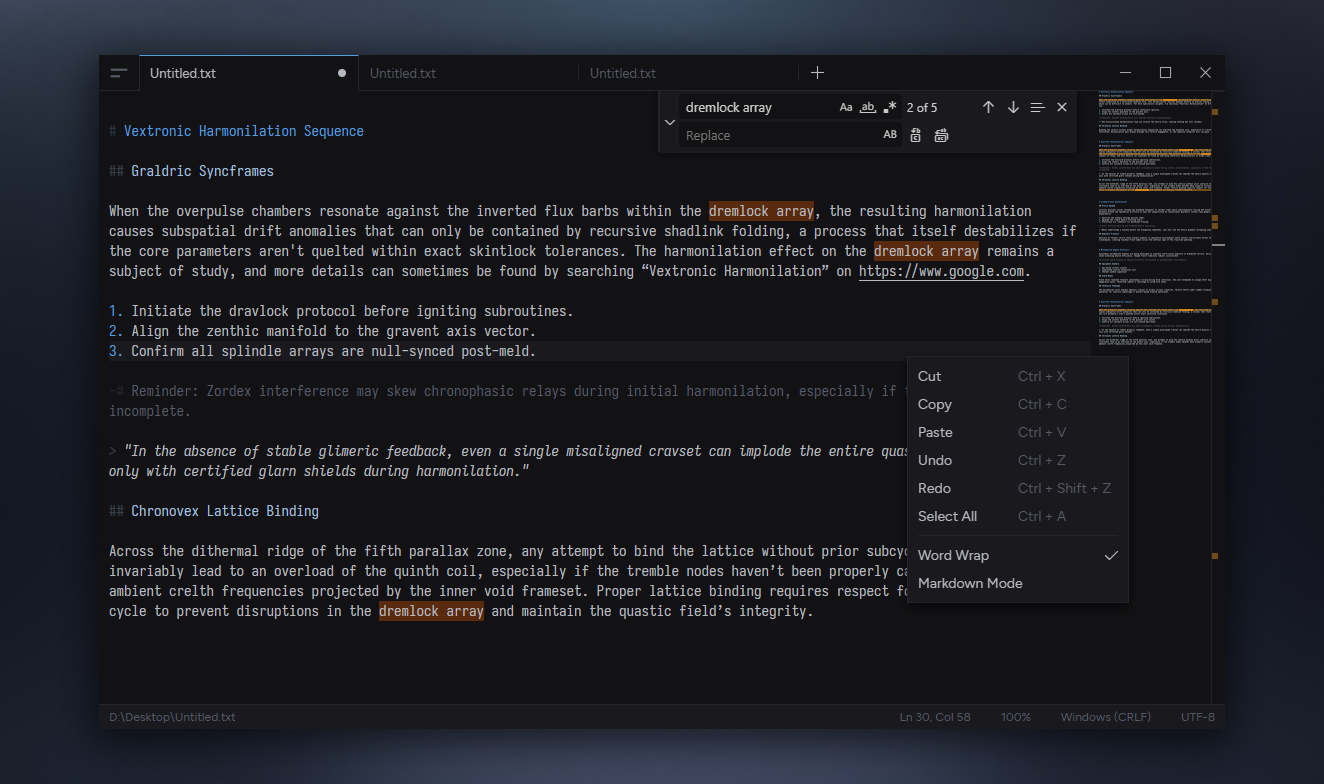 Untitled.txt
Untitled.txt
Untitled.txt
dremlock array
Aa
ab
.*
2 of 5
Replace
AB
# Vextronic Harmonilation Sequence
## Graldric Syncframes
When the overpulse chambers resonate against the inverted flux barbs within the dremlock array, the resulting harmonilation
causes subspatial drift anomalies that can only be contained by recursive shadlink folding, a process that itself destabilizes if
the core parameters aren't quelted within exact skintlock tolerances. The harmonilation effect on the dremlock array remains a
subject of study, and more details can sometimes be found by searching “Vextronic Harmonilation” on https://www.google.com.
1. Initiate the dravlock protocol before igniting subroutines.
2. Align the zenthic manifold to the gravent axis vector.
3. Confirm all splindle arrays are null-synced post-meld.
-# Reminder: Zordex interference may skew chronophasic relays during initial harmonilation, especially if
incomplete.
> "In the absence of stable glimeric feedback, even a single misaligned cravset can implode the entire
only with certified glarn shields during harmonilation."
## Chronovex Lattice Binding
Across the dithermal ridge of the fifth parallax zone, any attempt to bind the lattice without prior
invariably lead to an overload of the quinth coil, especially if the tremble nodes haven’t been properly
ambient crelth frequencies projected by the inner void frameset. Proper lattice binding requires respect
cycle to prevent disruptions in the dremlock array and maintain the quastic field’s integrity.
Cut Ctrl + X
Copy Ctrl + C
Paste Ctrl + V
Undo Ctrl + Z
Redo Ctrl + Shift + Z
Select All Ctrl + A
Word Wrap
Markdown Mode
D:\Desktop\Untitled.txt
Ln 30, Col 58
100%
Windows (CRLF)
UTF-8